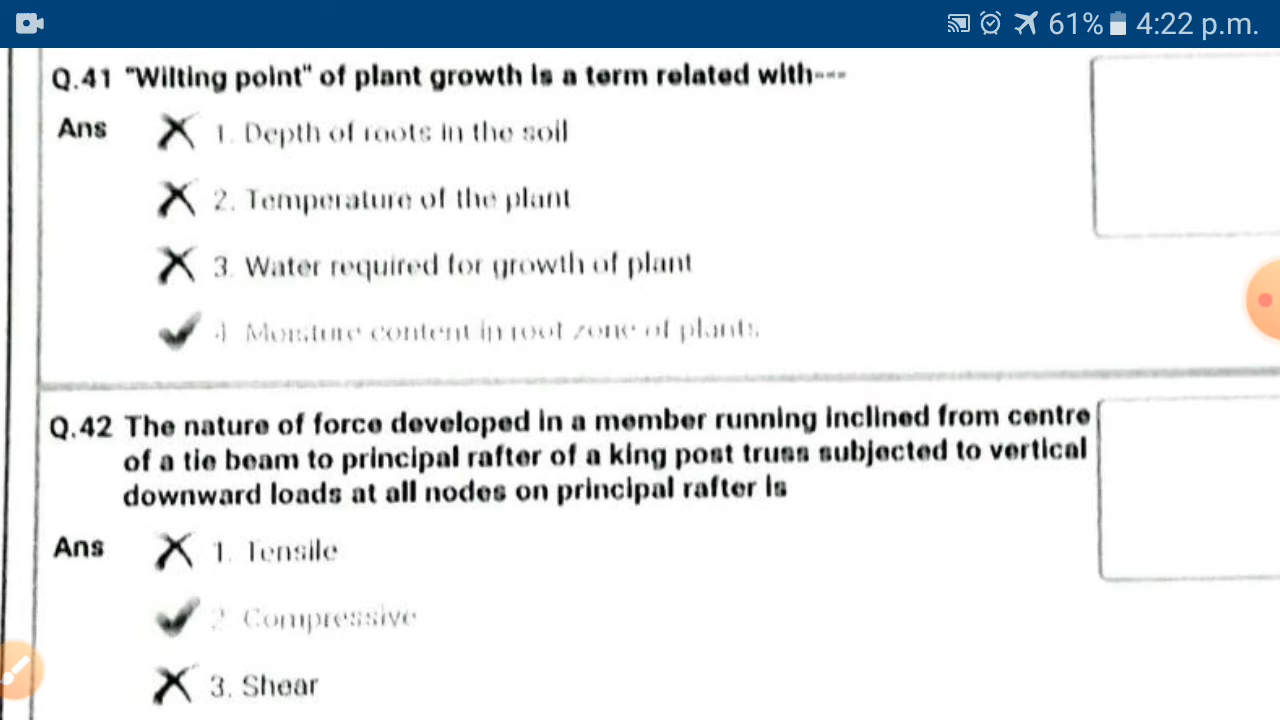 61% 4:22 p.m.
Q.41 "Wilting point" of plant growth is a term related with---
Ans
1. Depth of roots in the soil
2. Temperature of the plant
3. Water required for growth of plant
4. Moisture content in root zone of plants
Q.42 The nature of force developed in a member running inclined from centre
of a tie beam to principal rafter of a king post truss subjected to vertical
downward loads at all nodes on principal rafter is
Ans
1. Tensile
2. Compressive
3. Shear